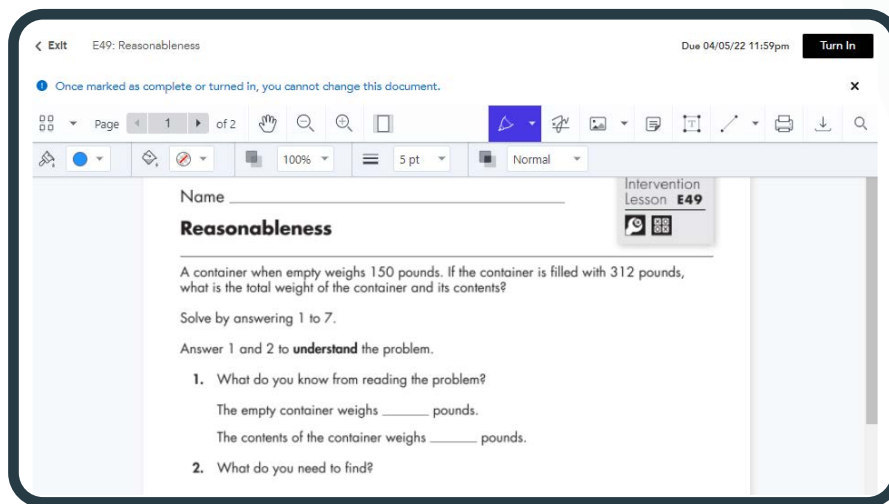 Exit E49: Reasonableness Due 04/05/22 11:59pm Turn In
Once marked as complete or turned in, you cannot change this document.
Page 1 of 2
100% 5 pt Normal
Name
Intervention
Lesson E49
Reasonableness
A container when empty weighs 150 pounds. If the container is filled with 312 pounds,
what is the total weight of the container and its contents?
Solve by answering 1 to 7.
Answer 1 and 2 to understand the problem.
1. What do you know from reading the problem?
The empty container weighs ______ pounds.
The contents of the container weighs ______ pounds.
2. What do you need to find?